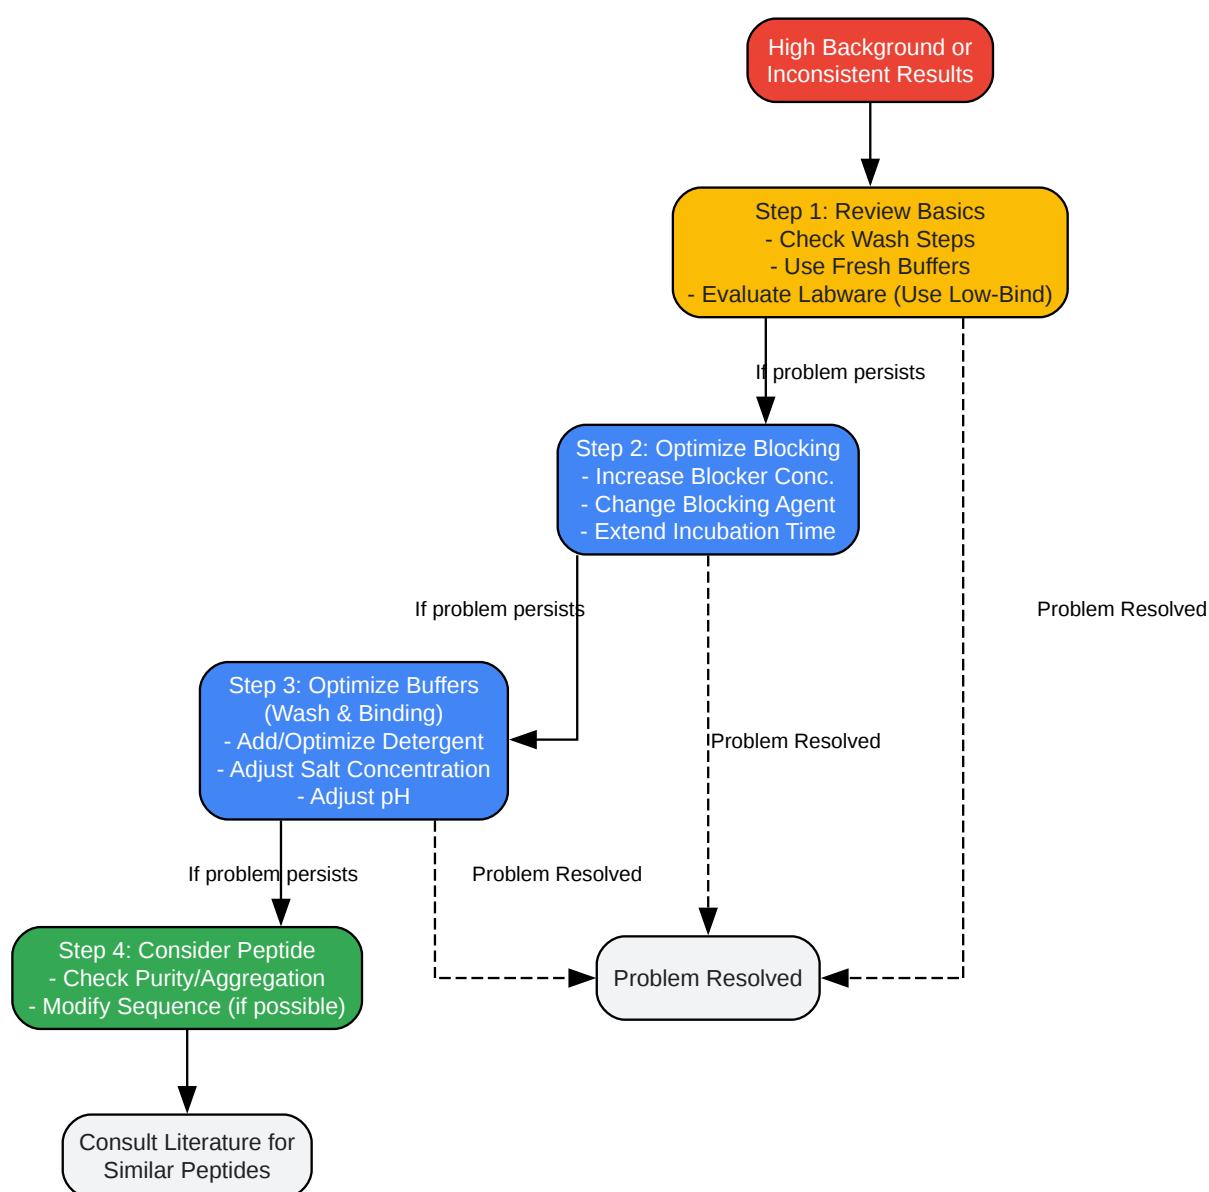 High Background or
Inconsistent Results
Step 1: Review Basics
- Check Wash Steps
- Use Fresh Buffers
- Evaluate Labware (Use Low-Bind)
If problem persists
Step 2: Optimize Blocking
- Increase Blocker Conc.
- Change Blocking Agent
- Extend Incubation Time
If problem persists
Problem Resolved
Step 3: Optimize Buffers
(Wash & Binding)
- Add/Optimize Detergent
- Adjust Salt Concentration
- Adjust pH
Problem Resolved
If problem persists
Problem Resolved
Step 4: Consider Peptide
- Check Purity/Aggregation
- Modify Sequence (if possible)
Problem Resolved
Consult Literature for
Similar Peptides